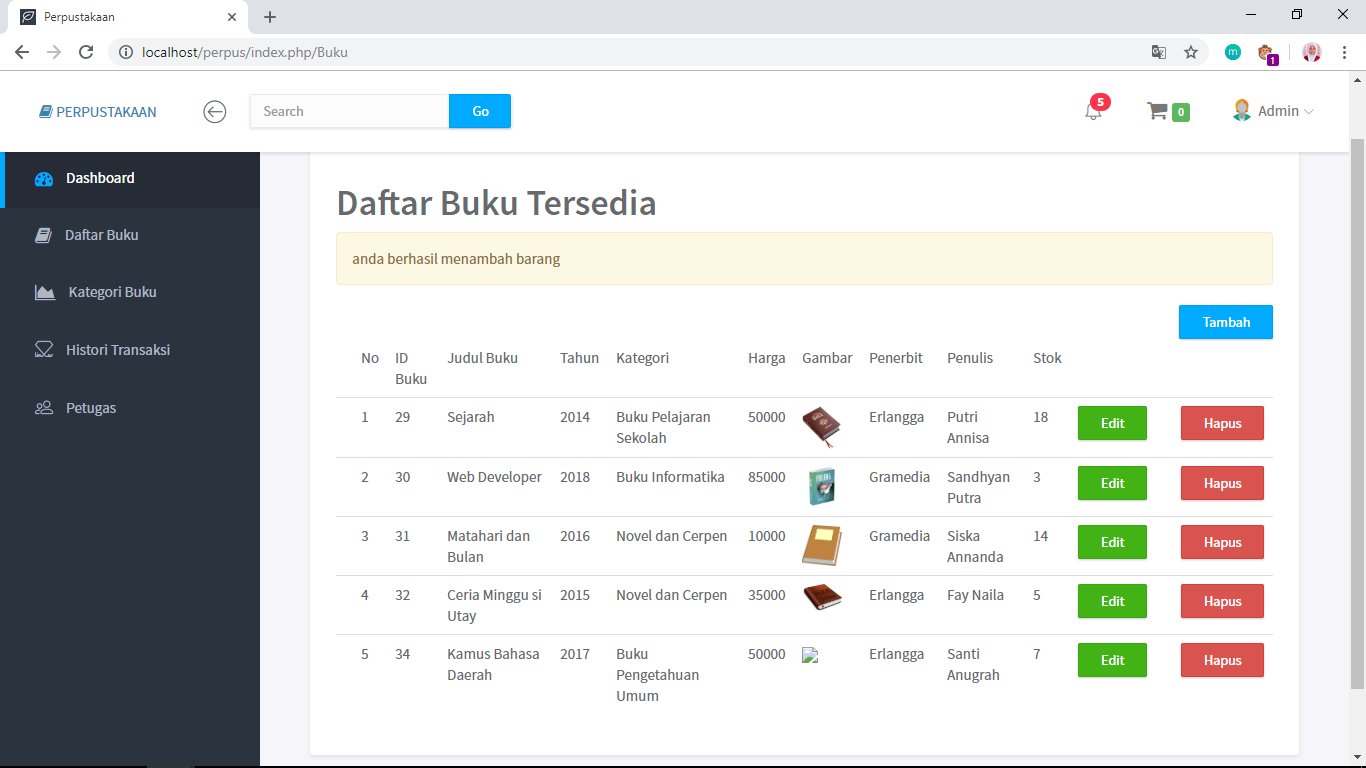 Perpustakaan
localhost/perpus/index.php/Buku
m
1
PERPUSTAKAAN
Search
Go
5
0
Admin
Dashboard
Daftar Buku
Kategori Buku
Histori Transaksi
Petugas
Daftar Buku Tersedia
anda berhasil menambah barang
Tambah
No ID Judul Buku Tahun Kategori Harga Gambar Penerbit Penulis Stok
Buku
1 29 Sejarah 2014 Buku Pelajaran 50000 Erlangga Putri 18 Edit Hapus
Sekolah Annisa
2 30 Web Developer 2018 Buku Informatika 85000 Gramedia Sandhyan 3 Edit Hapus
Putra
3 31 Matahari dan 2016 Novel dan Cerpen 10000 Gramedia Siska 14 Edit Hapus
Bulan Annanda
4 32 Ceria Minggu si 2015 Novel dan Cerpen 35000 Erlangga Fay Naila 5 Edit Hapus
Utay
5 34 Kamus Bahasa 2017 Buku 50000 Erlangga Santi 7 Edit Hapus
Daerah Pengetahuan Anugrah
Umum